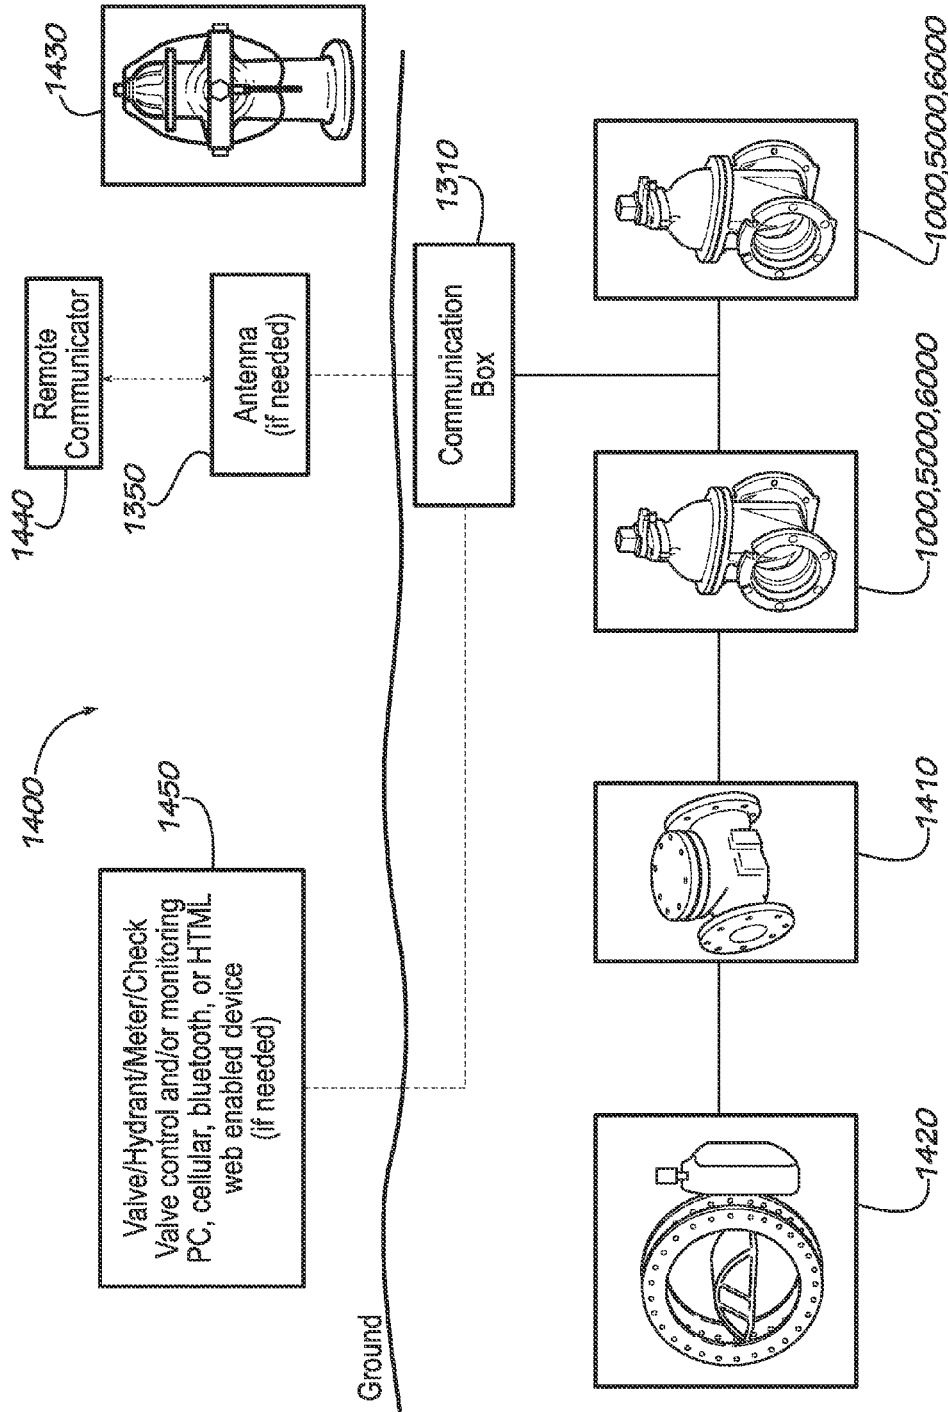 1400
1450
Valve/Hydrant/Meter/Check
Valve control and/or monitoring
PC, cellular, bluetooth, or HTML
web enabled device
(if needed)
1440
Remote
Communicator
1350
Antenna
(if needed)
1430
Ground
1310
Communication
Box
1420
1410
1000,5000,6000
1000,5000,6000